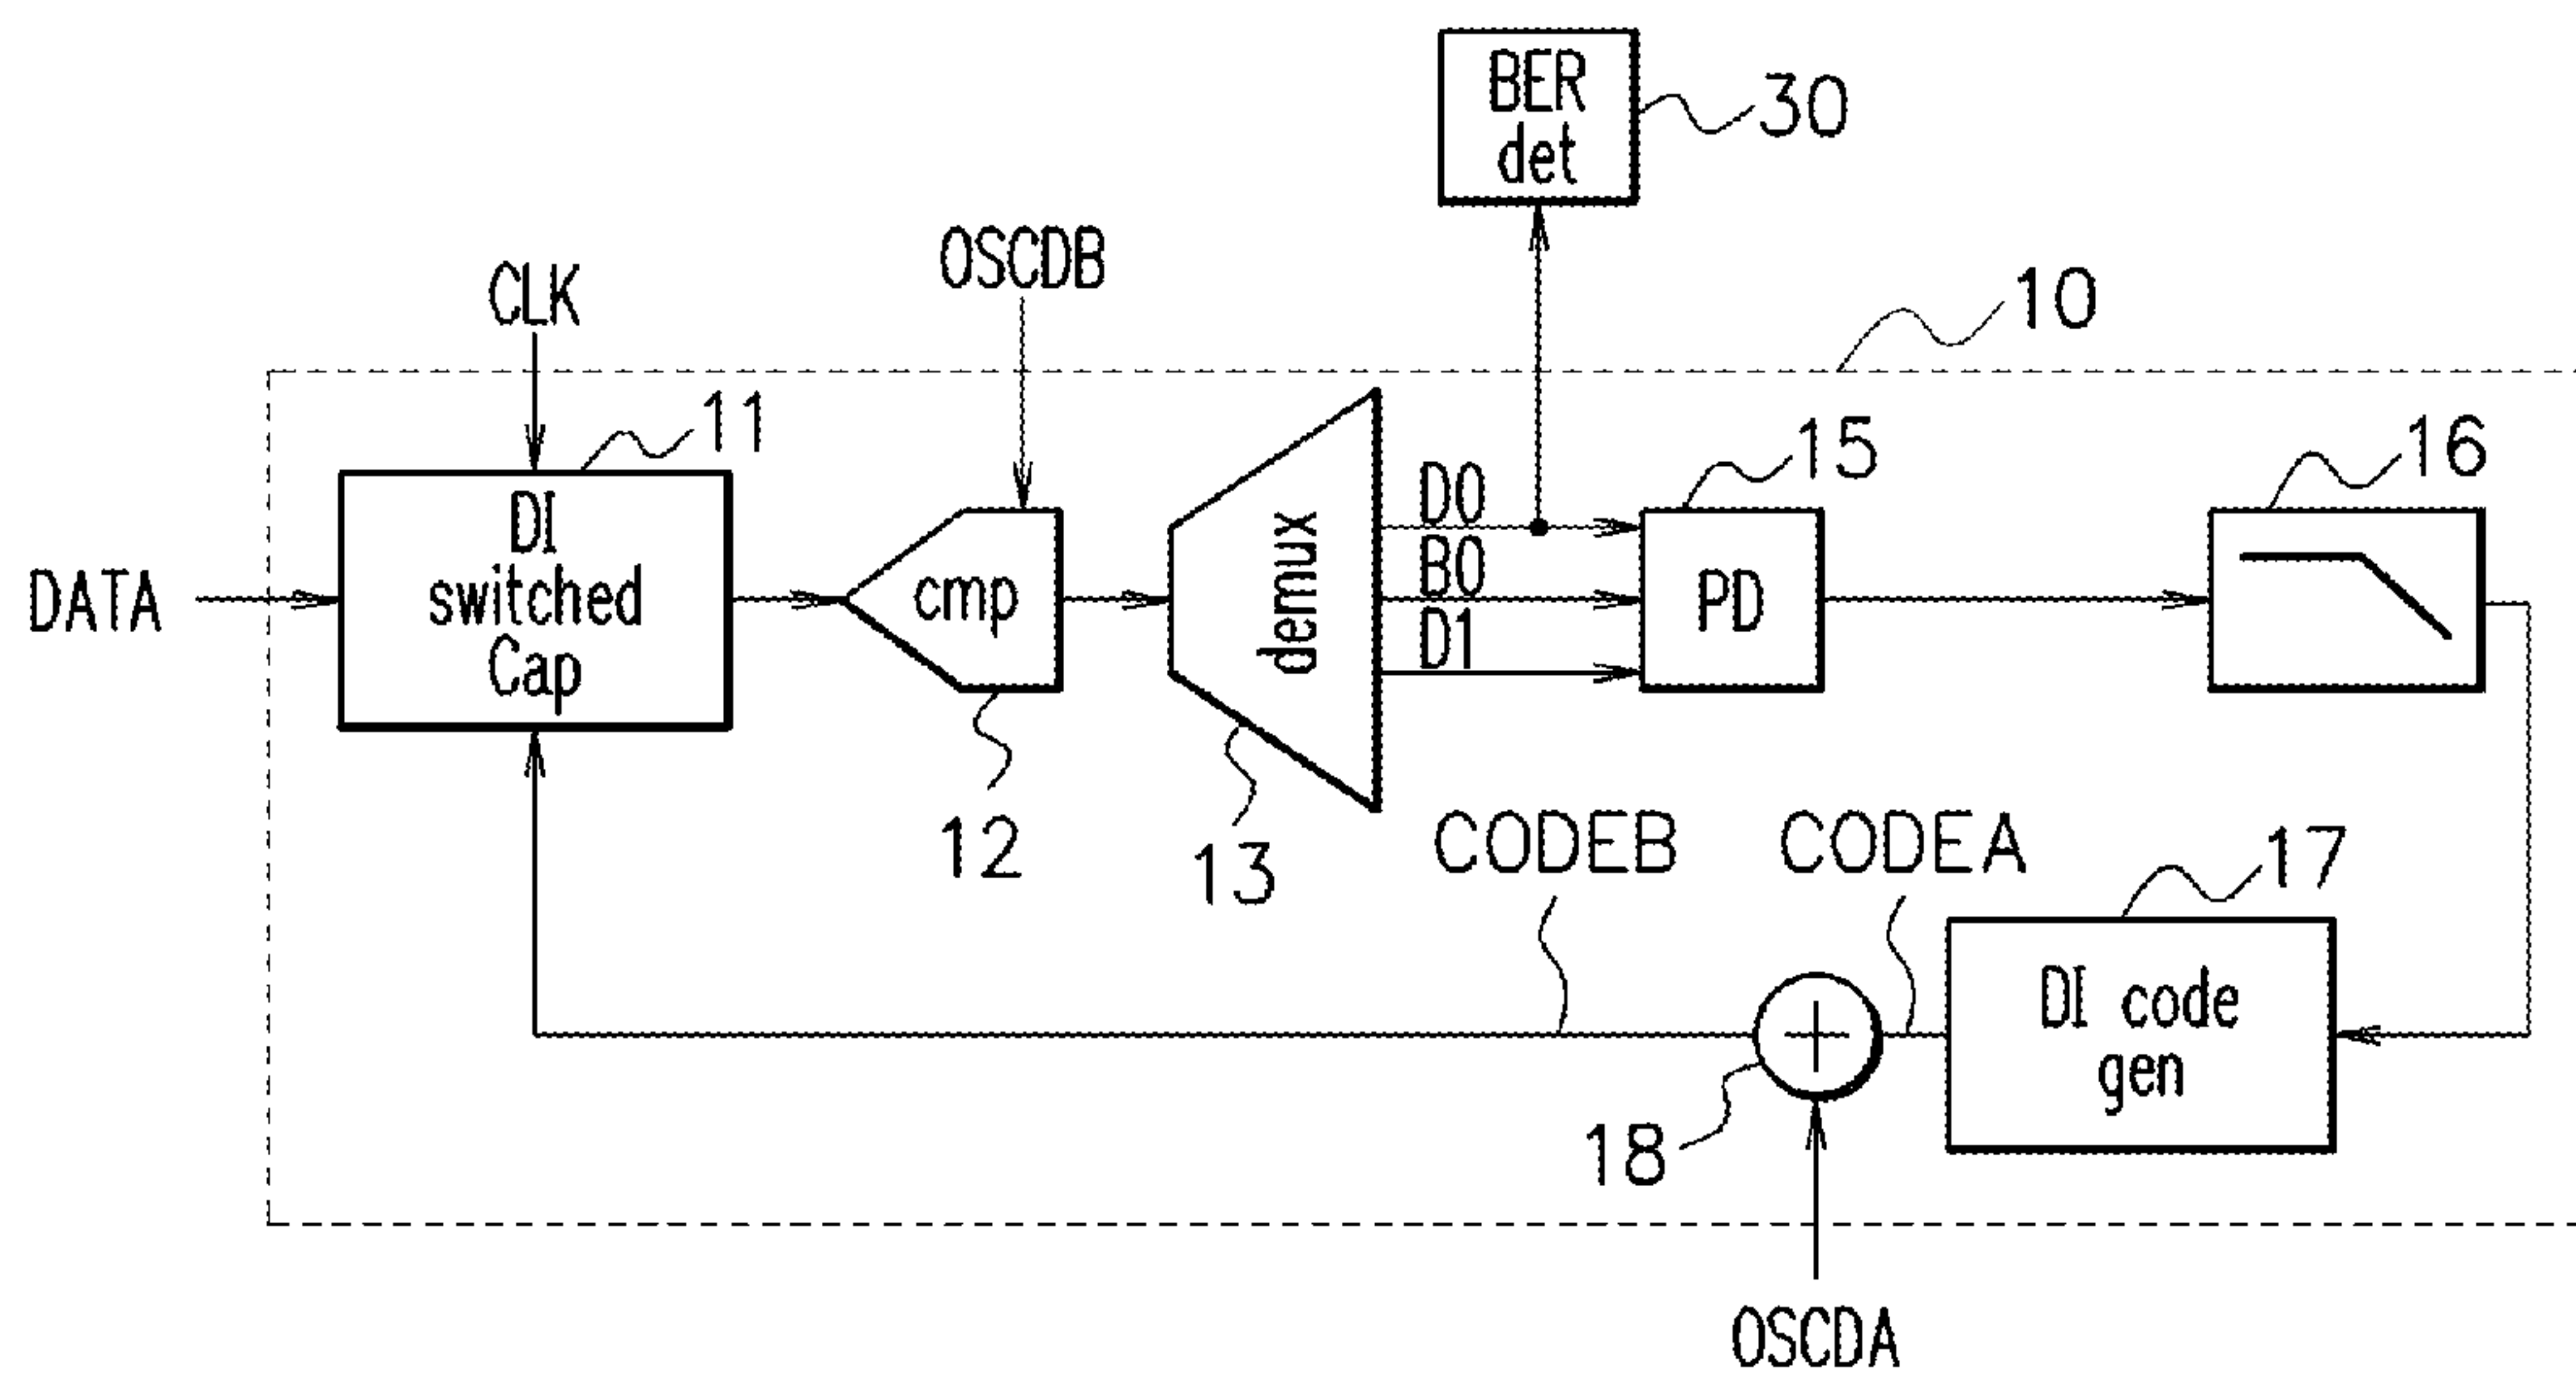 BER
det
30
OSCDB
CLK
10
11
15
16
DI
switched
Cap
DATA
cmp
demux
D0
B0
D1
PD
12
13
CODEB
CODEA
17
DI code
gen
18
OSCDA